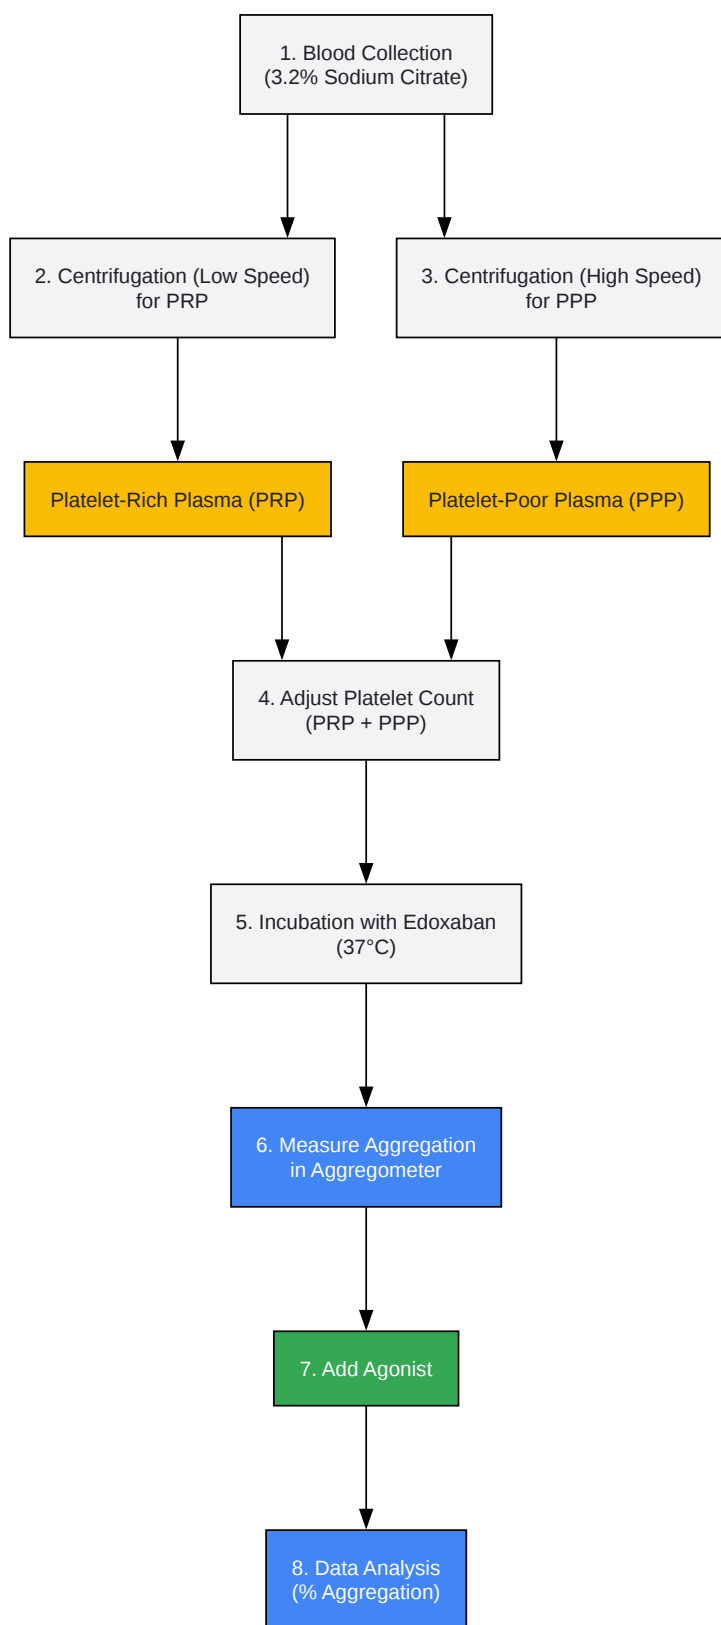 1. Blood Collection
(3.2% Sodium Citrate)
2. Centrifugation (Low Speed)
for PRP
3. Centrifugation (High Speed)
for PPP
Platelet-Rich Plasma (PRP)
Platelet-Poor Plasma (PPP)
4. Adjust Platelet Count
(PRP + PPP)
5. Incubation with Edoxaban
(37°C)
6. Measure Aggregation
in Aggregometer
7. Add Agonist
8. Data Analysis
(% Aggregation)